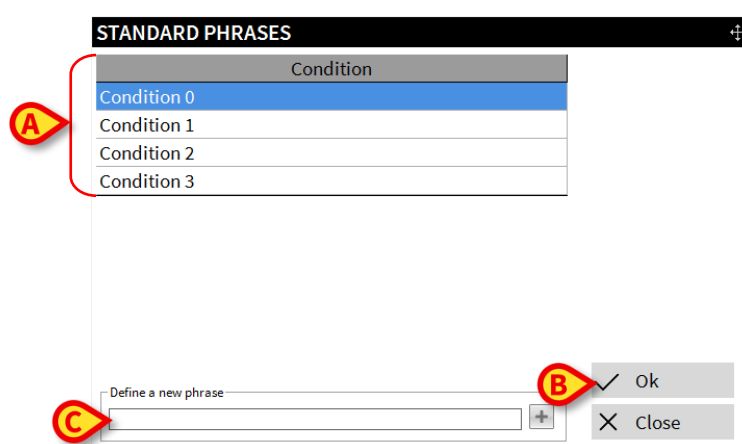 STANDARD PHRASES
Condition
Condition 0
A
Condition 1
Condition 2
Condition 3
B
Ok
Define a new phrase
C
+
Close